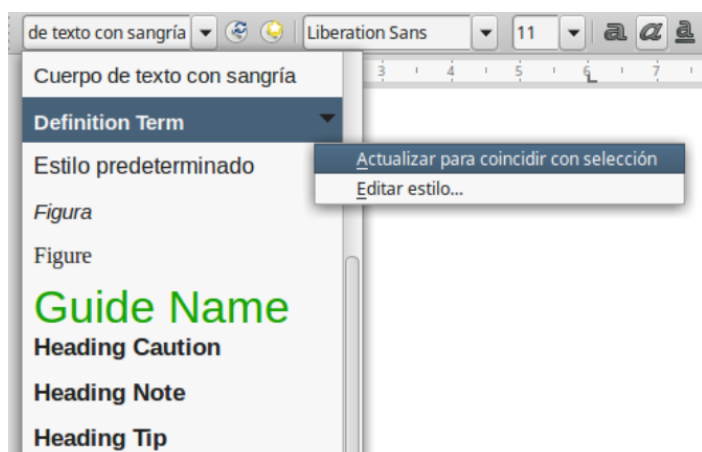 de texto con sangría Liberation Sans 11 a a a
3 4 5 6 7
Cuerpo de texto con sangría
Definition Term
Actualizar para coincidir con selección
Estilo predeterminado
Editar estilo...
Figura
Figure
Guide Name
Heading Caution
Heading Note
Heading Tip